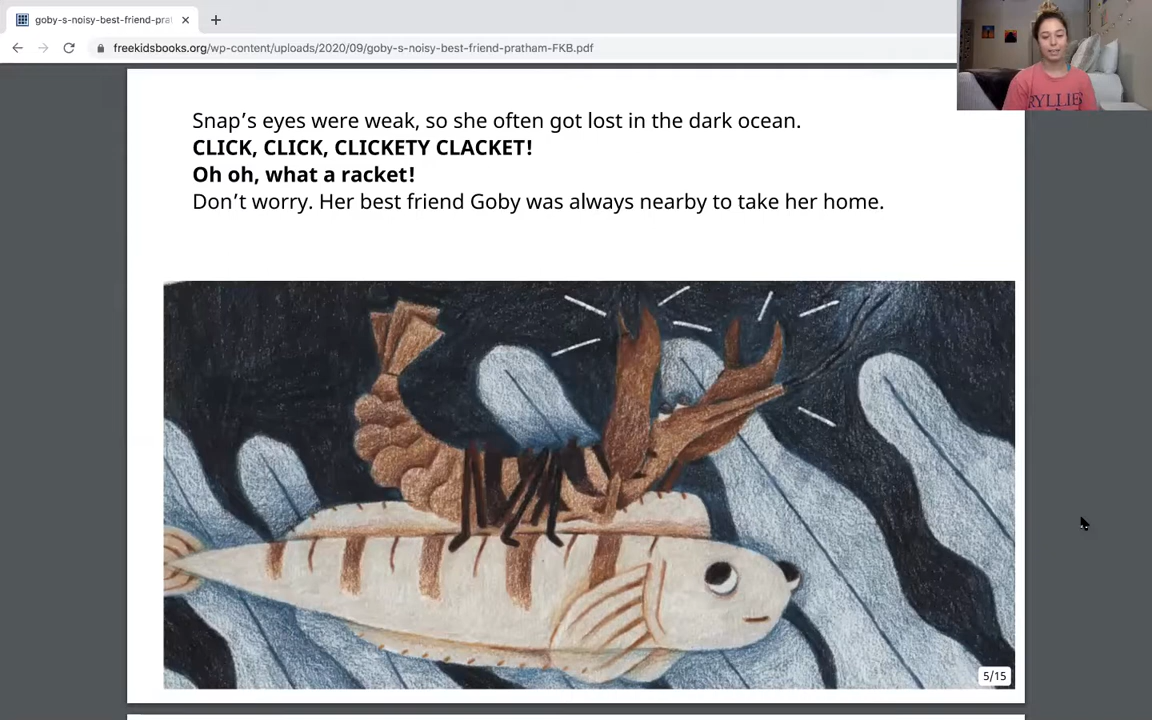 goby-s-noisy-best-friend-prat
freekidsbooks.org/wp-content/uploads/2020/09/goby-s-noisy-best-friend-pratham-FKB.pdf
Snap's eyes were weak, so she often got lost in the dark ocean.
CLICK, CLICK, CLICKETY CLACKET!
Oh oh, what a racket!
Don't worry. Her best friend Goby was always nearby to take her home.
5/15